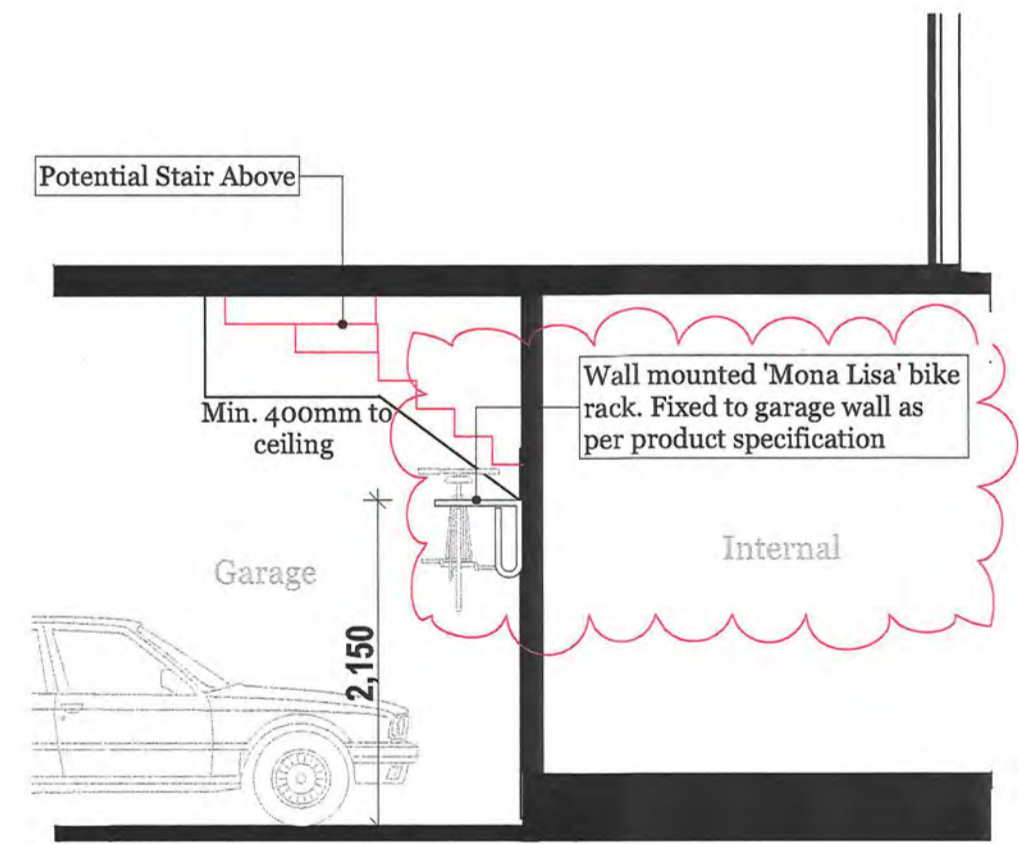 Potential Stair Above
Wall mounted 'Mona Lisa' bike
rack. Fixed to garage wall as
per product specification
Min. 400mm to
ceiling
Garage
Internal
2,150